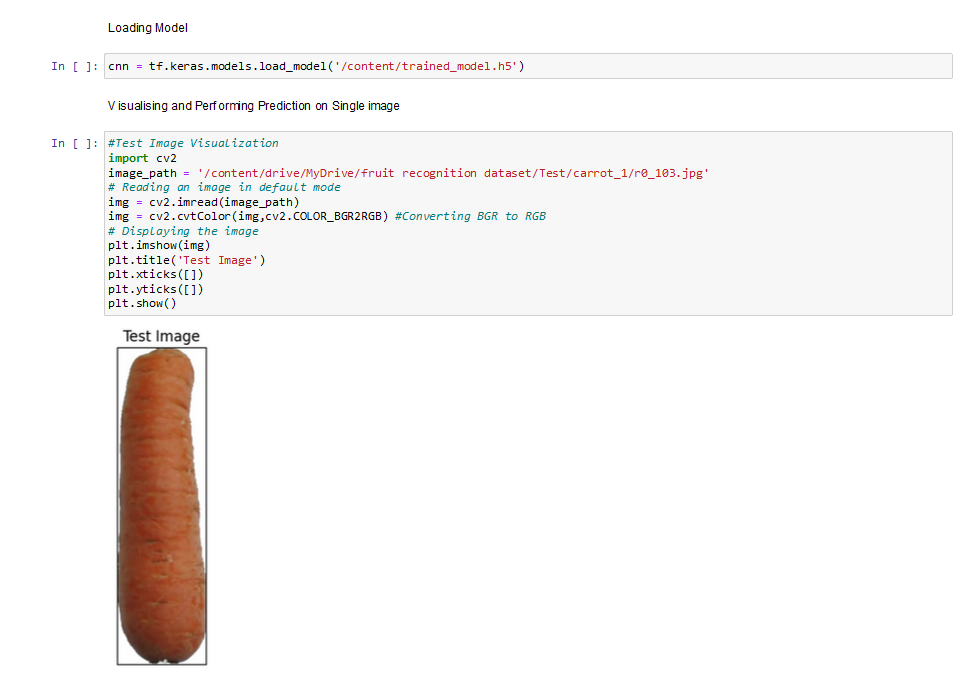 Loading Model
In [ ]: cnn = tf.keras.models.load_model('/content/trained_model.h5')
Visualising and Performing Prediction on Single image
In [ ]: #Test Image Visualization
import cv2
image_path = '/content/drive/MyDrive/fruit recognition dataset/Test/carrot_1/r0_103.jpg'
# Reading an image in default mode
img = cv2.imread(image_path)
img = cv2.cvtColor(img,cv2.COLOR_BGR2RGB) #Converting BGR to RGB
# Displaying the image
plt.imshow(img)
plt.title('Test Image')
plt.xticks([])
plt.yticks([])
plt.show()
Test Image